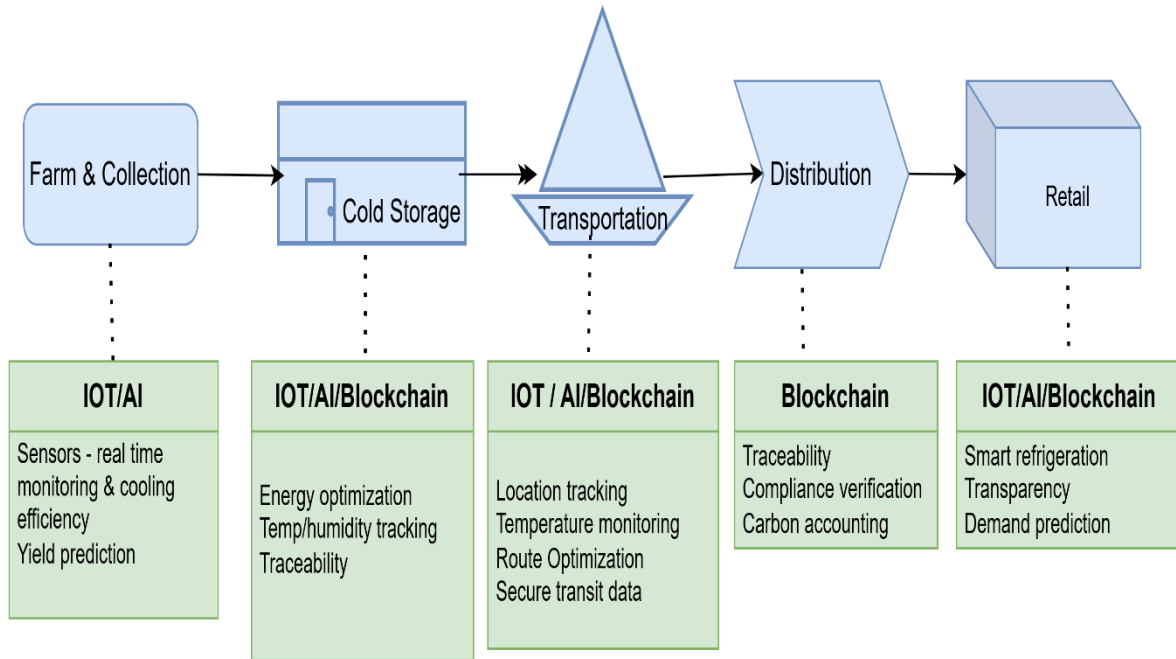 Farm & Collection
Cold Storage
Transportation
Distribution
Retail
IOT/AI
Sensors - real time
monitoring & cooling
efficiency
Yield prediction
IOT/AI/Blockchain
Energy optimization
Temp/humidity tracking
Traceability
IOT / AI/Blockchain
Location tracking
Temperature monitoring
Route Optimization
Secure transit data
Blockchain
Traceability
Compliance verification
Carbon accounting
IOT/AI/Blockchain
Smart refrigeration
Transparency
Demand prediction